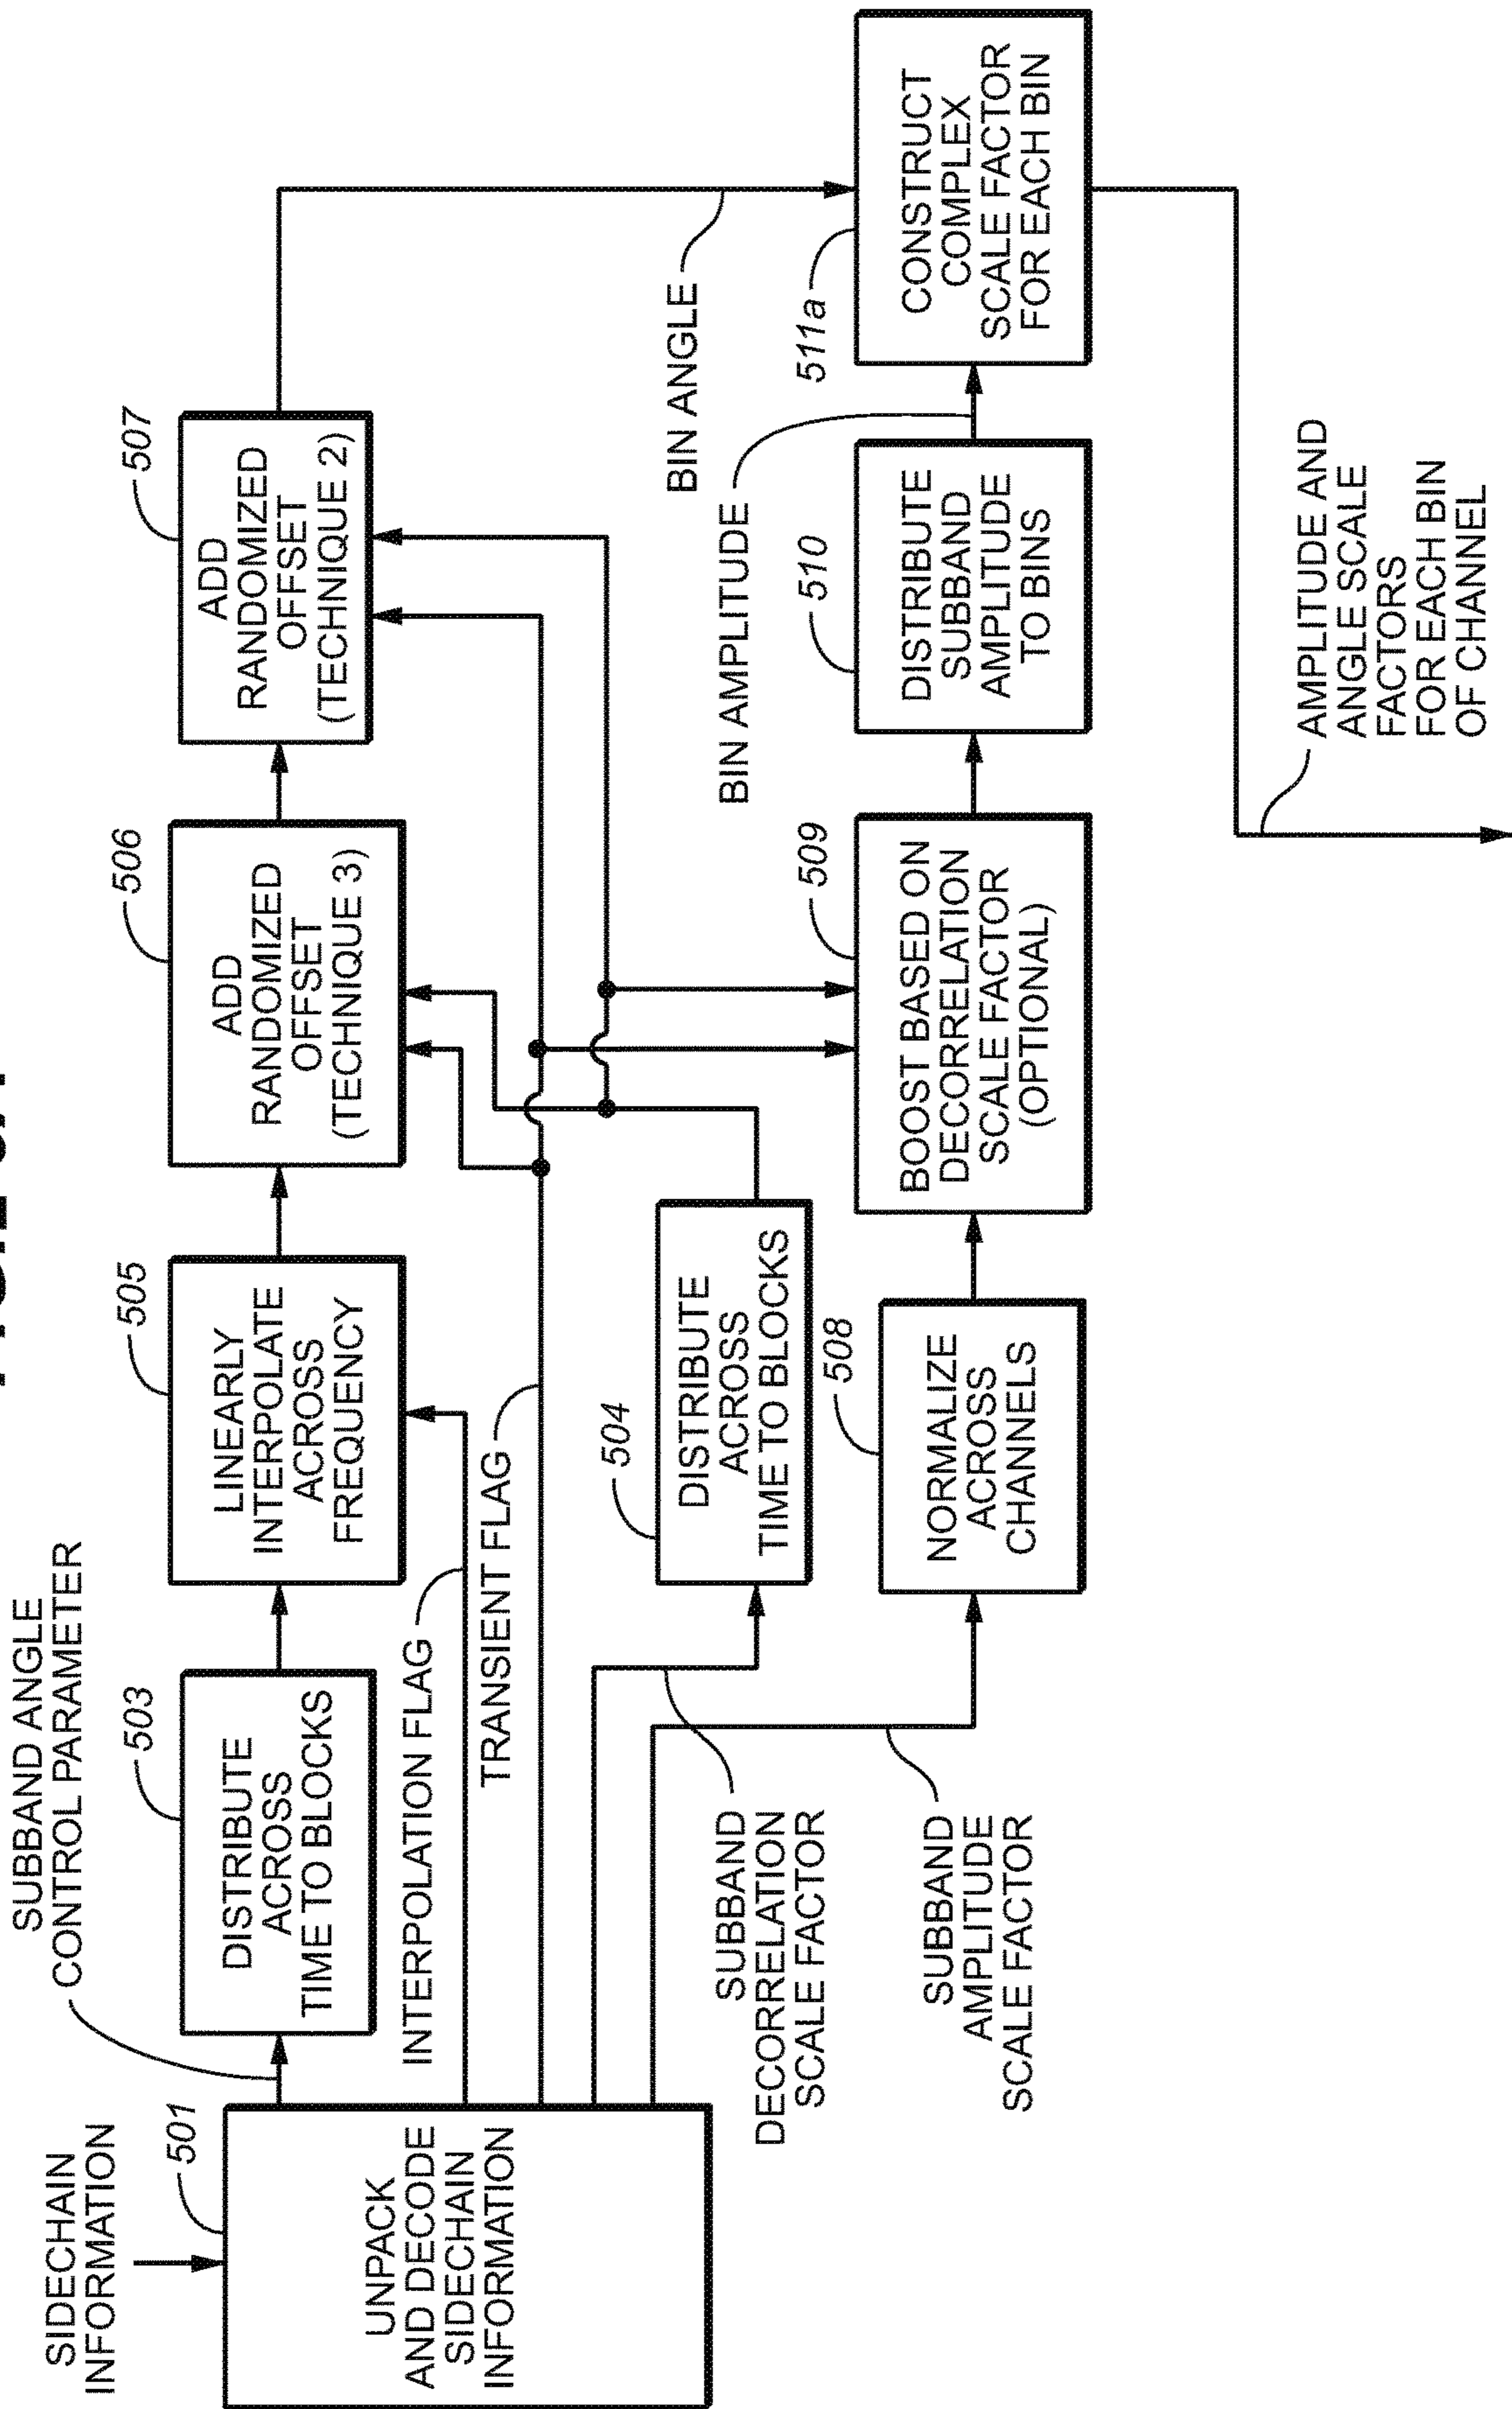 SIDECHAIN
INFORMATION
501
UNPACK
AND DECODE
SIDECHAIN
INFORMATION
SUBBAND ANGLE
CONTROL PARAMETER
503
DISTRIBUTE
ACROSS
TIME TO BLOCKS
505
LINEARLY
INTERPOLATE
ACROSS
FREQUENCY
506
ADD
RANDOMIZED
OFFSET
(TECHNIQUE 3)
507
ADD
RANDOMIZED
OFFSET
(TECHNIQUE 2)
INTERPOLATION FLAG
TRANSIENT FLAG
SUBBAND
DECORRELATION
SCALE FACTOR
504
DISTRIBUTE
ACROSS
TIME TO BLOCKS
SUBBAND
AMPLITUDE
SCALE FACTOR
508
NORMALIZE
ACROSS
CHANNELS
509
BOOST BASED ON
DECORRELATION
SCALE FACTOR
(OPTIONAL)
510
DISTRIBUTE
SUBBAND
AMPLITUDE
TO BINS
BIN AMPLITUDE
BIN ANGLE
511a
CONSTRUCT
COMPLEX
SCALE FACTOR
FOR EACH BIN
AMPLITUDE AND
ANGLE SCALE
FACTORS
FOR EACH BIN
OF CHANNEL